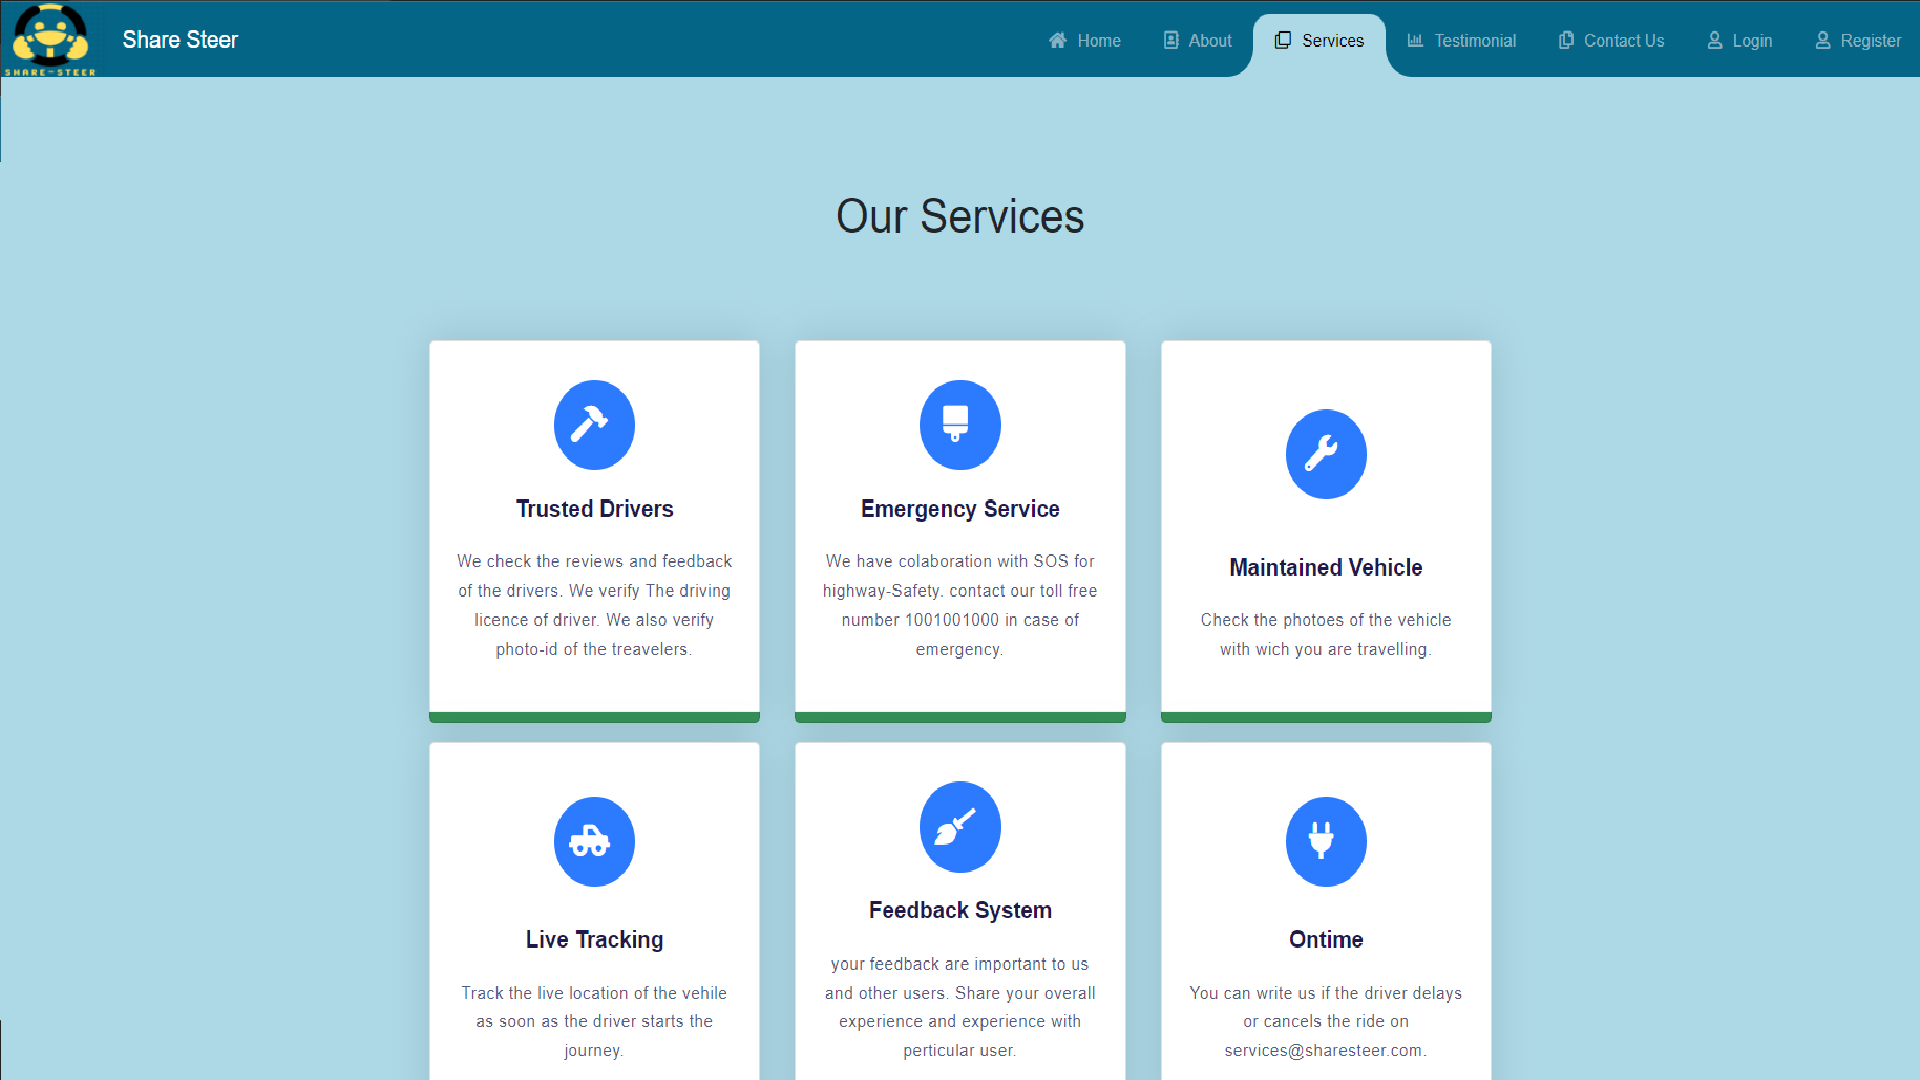 SHARE-STEER
Share Steer
Home
About
Services
Testimonial
Contact Us
Login
Register
Our Services
Trusted Drivers
We check the reviews and feedback
of the drivers. We verify The driving
licence of driver. We also verify
photo-id of the treavelers.
Emergency Service
We have colaboration with SOS for
highway-Safety. contact our toll free
number 1001001000 in case of
emergency.
Maintained Vehicle
Check the photoes of the vehicle
with wich you are travelling.
Live Tracking
Track the live location of the vehile
as soon as the driver starts the
journey.
Feedback System
your feedback are important to us
and other users. Share your overall
experience and experience with
perticular user.
Ontime
You can write us if the driver delays
or cancels the ride on
services@sharesteer.com.